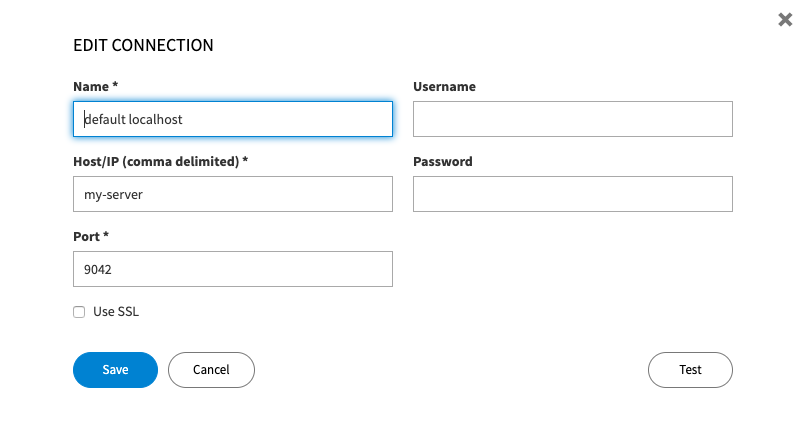 EDIT CONNECTION
Name *
Username
default localhost
Host/IP (comma delimited) *
Password
my-server
Port *
9042
Use SSL
Save
Cancel
Test